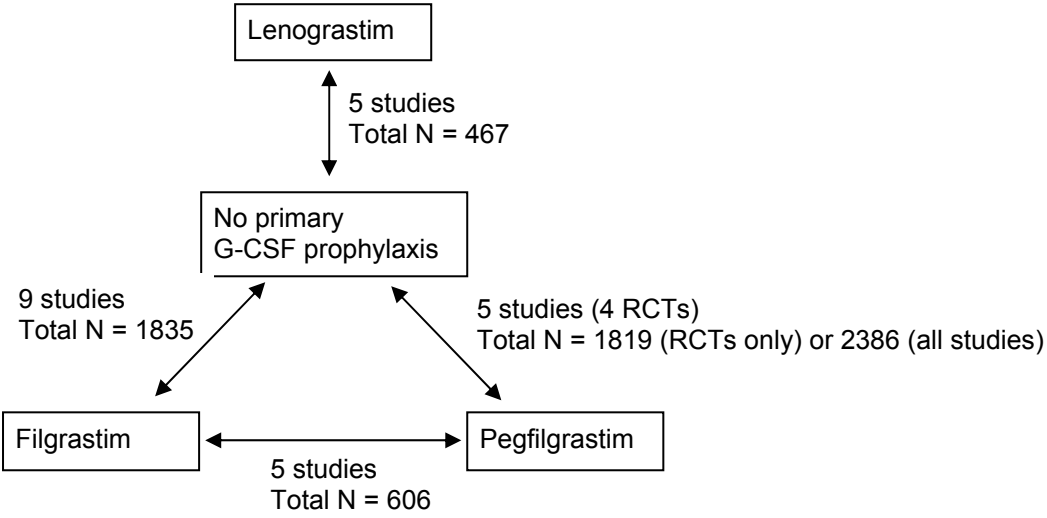 Lenograstim
5 studies
Total N = 467
No primary
G-CSF prophylaxis
9 studies
Total N = 1835
5 studies (4 RCTs)
Total N = 1819 (RCTs only) or 2386 (all studies)
Filgrastim
Pegfilgrastim
5 studies
Total N = 606